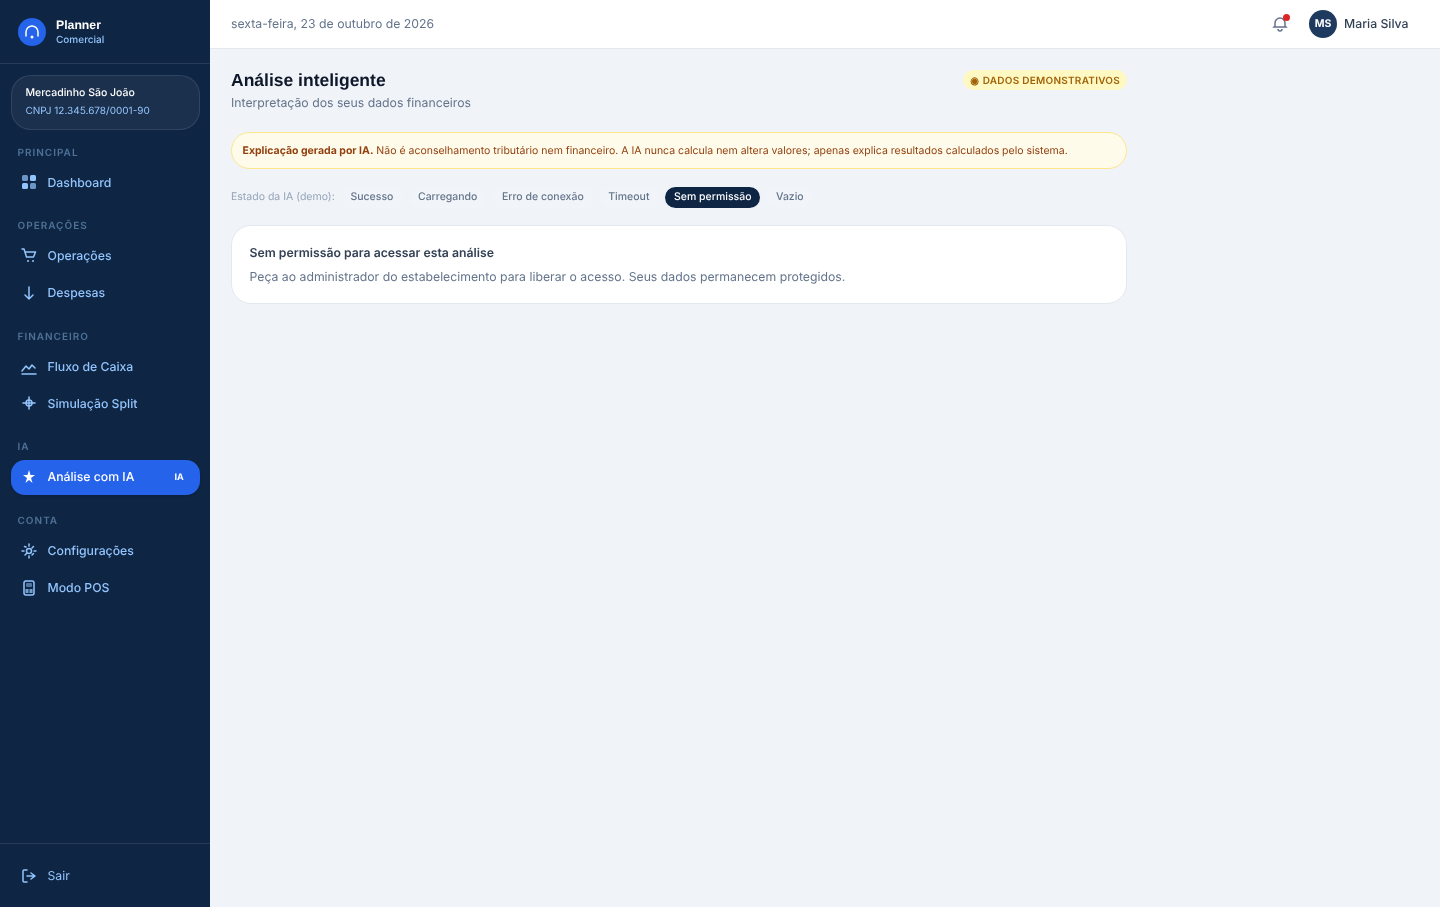 Planner
Comercial
Mercadinho São João
CNPJ 12.345.678/0001-90
PRINCIPAL
Dashboard
OPERAÇÕES
Operações
Despesas
FINANCEIRO
Fluxo de Caixa
Simulação Split
IA
Análise com IA IA
CONTA
Configurações
Modo POS
Sair
sexta-feira, 23 de outubro de 2026
MS Maria Silva
Análise inteligente
DADOS DEMONSTRATIVOS
Interpretação dos seus dados financeiros
Explicação gerada por IA. Não é aconselhamento tributário nem financeiro. A IA nunca calcula nem altera valores; apenas explica resultados calculados pelo sistema.
Estado da IA (demo): Sucesso Carregando Erro de conexão Timeout Sem permissão Vazio
Sem permissão para acessar esta análise
Peça ao administrador do estabelecimento para liberar o acesso. Seus dados permanecem protegidos.